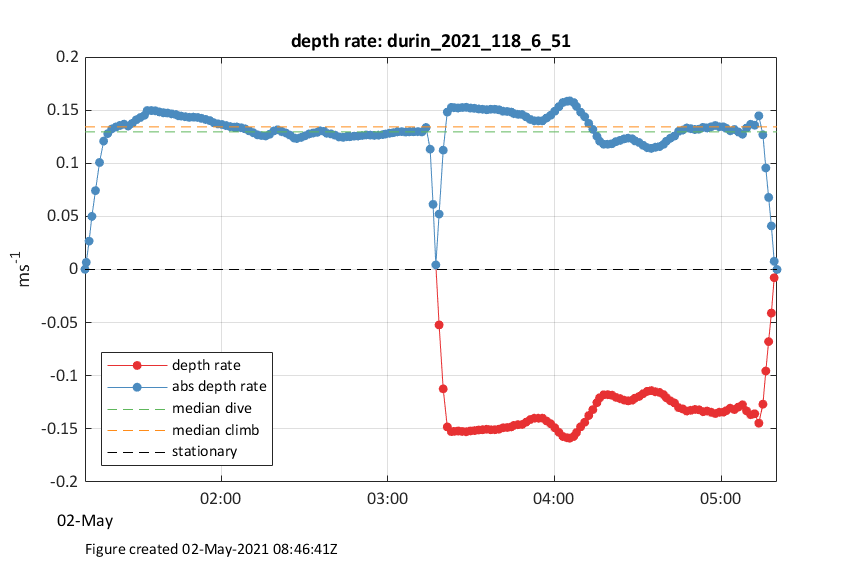 depth rate: durin_2021_118_6_51
0.2
0.15
0.1
0.05
0
-0.05
-0.1
-0.15
-0.2
ms-1
depth rate
abs depth rate
median dive
median climb
stationary
02:00
03:00
04:00
05:00
02-May
Figure created 02-May-2021 08:46:41Z